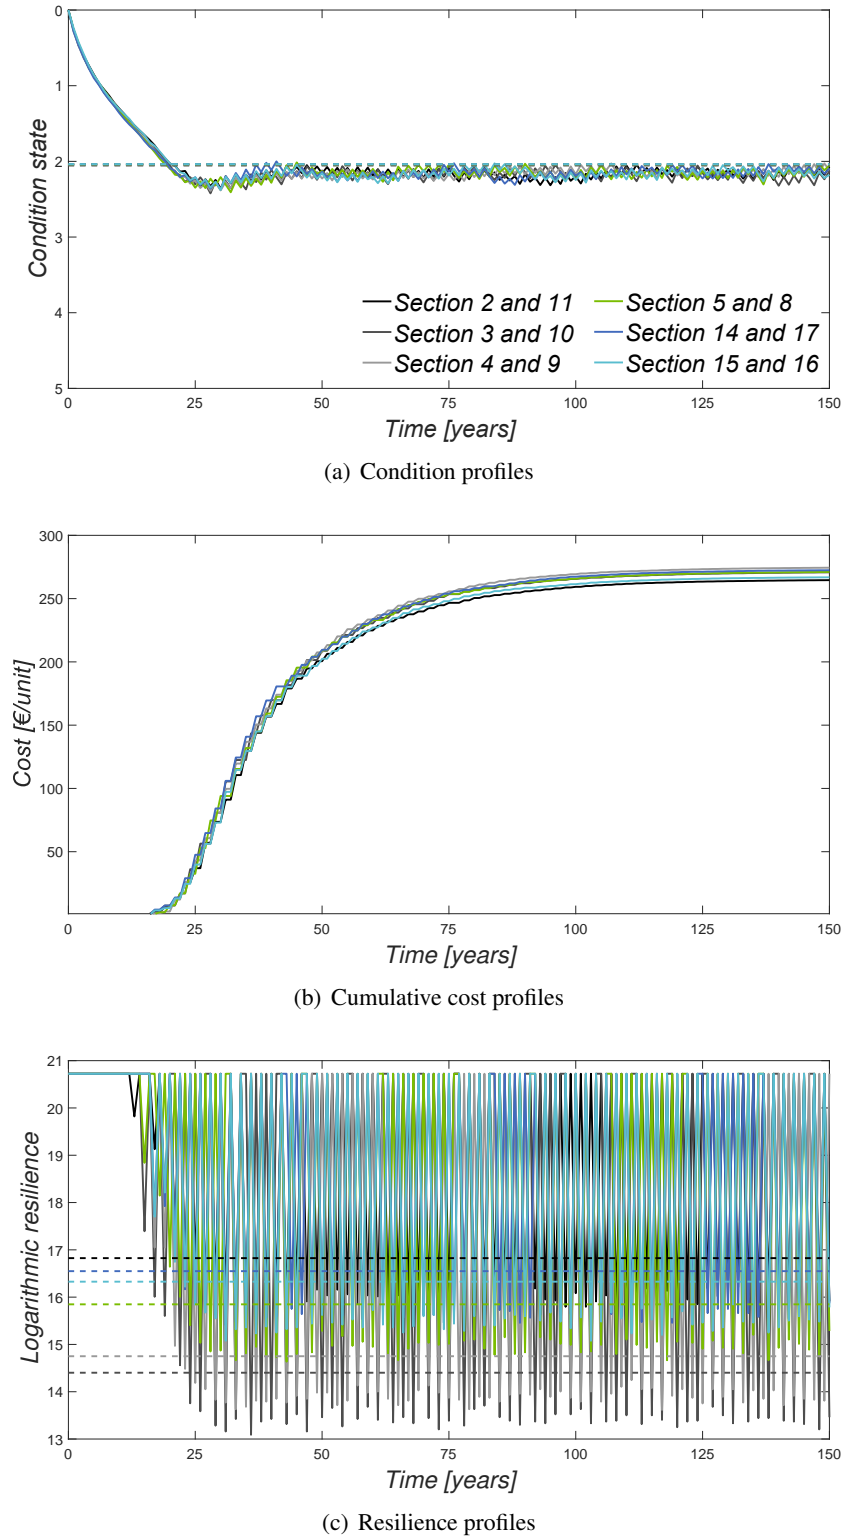 0
1
2
3
4
5
Condition state
Section 2 and 11
Section 5 and 8
Section 3 and 10
Section 14 and 17
Section 4 and 9
Section 15 and 16
0 25 50 75 100 125 150
Time [years]
(a) Condition profiles
300
250
200
150
100
50
Cost [€/unit]
0 25 50 75 100 125 150
Time [years]
(b) Cumulative cost profiles
21
20
19
18
17
16
15
14
13
Logarithmic resilience
0 25 50 75 100 125 150
Time [years]
(c) Resilience profiles